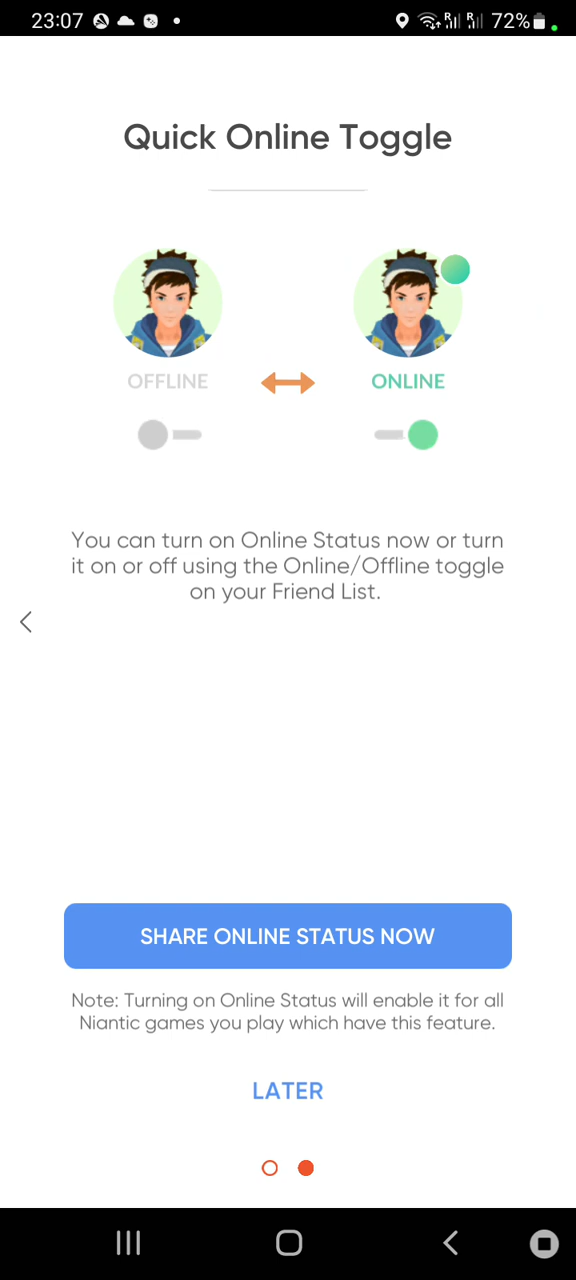 23:07
R R 72%
Quick Online Toggle
OFFLINE
ONLINE
You can turn on Online Status now or turn
it on or off using the Online/Offline toggle
on your Friend List.
SHARE ONLINE STATUS NOW
Note: Turning on Online Status will enable it for all
Niantic games you play which have this feature.
LATER